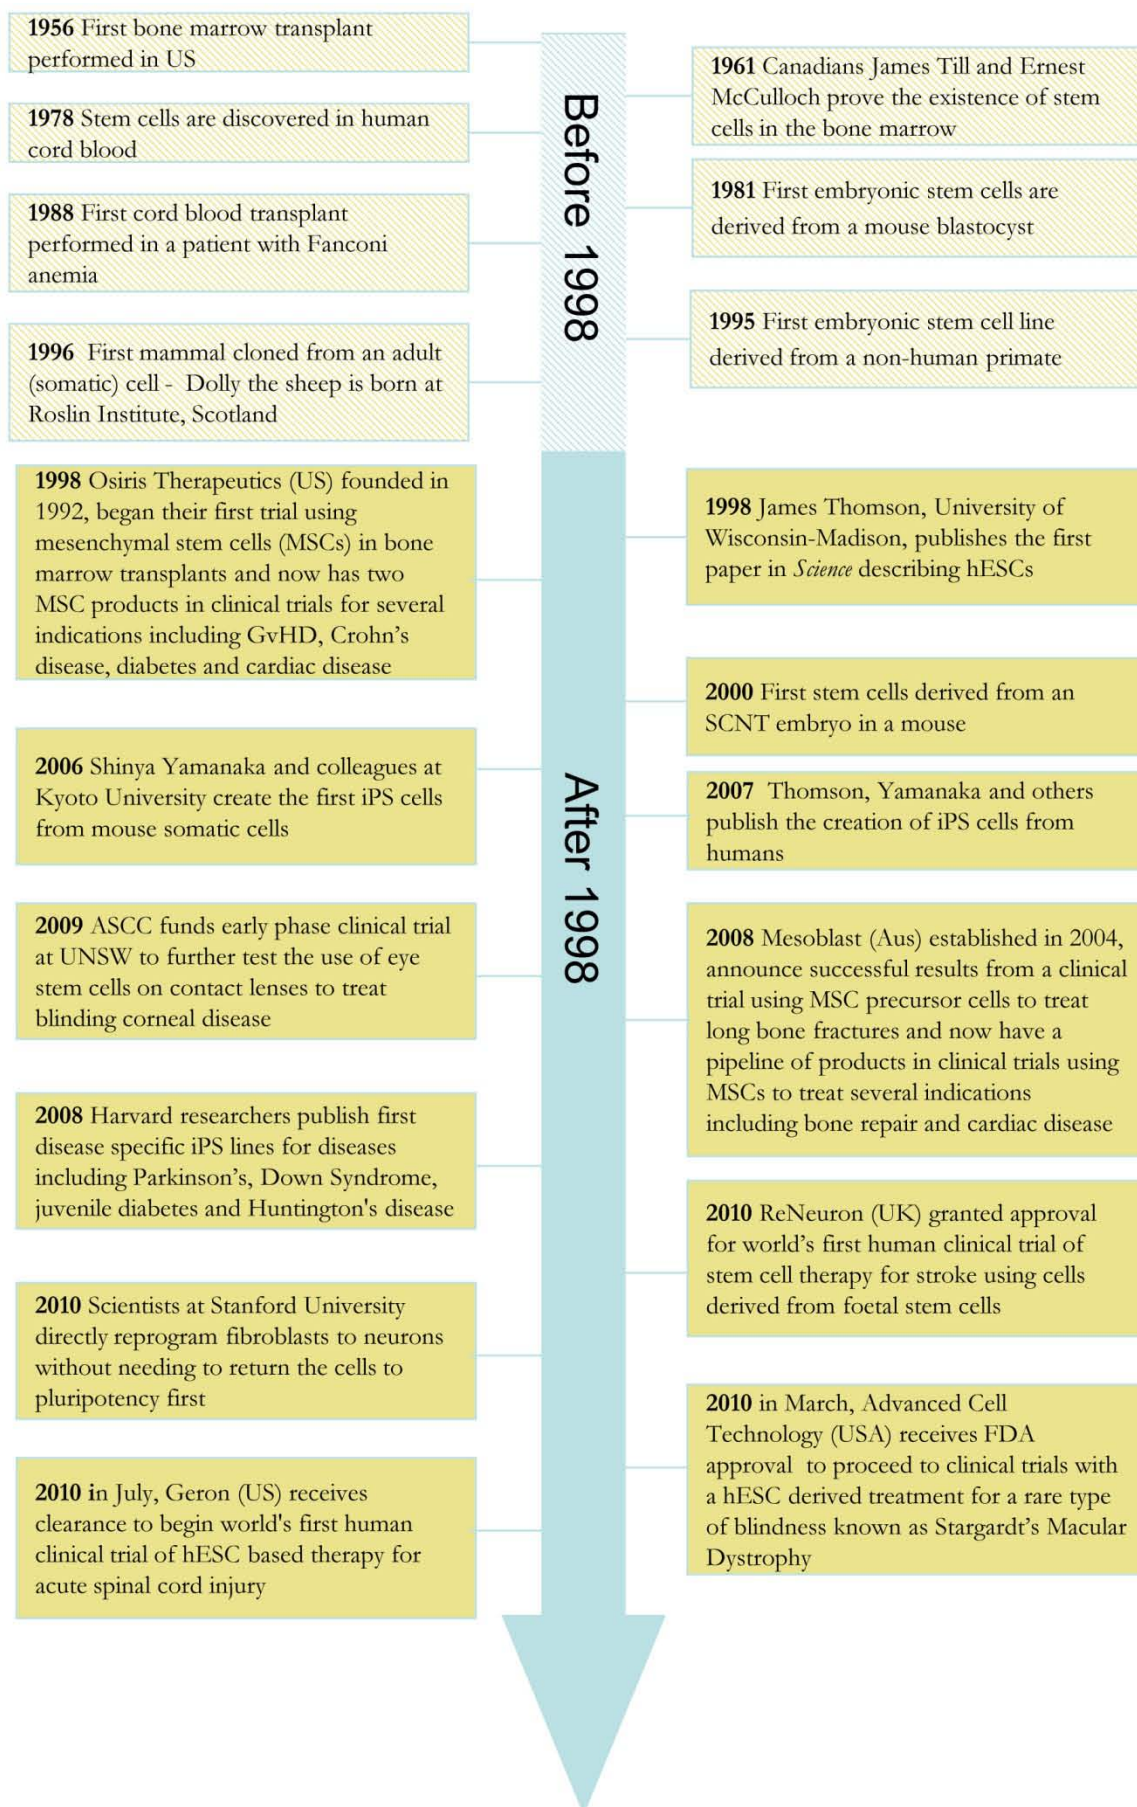 1956 First bone marrow transplant
performed in US
1961 Canadians James Till and Ernest
McCulloch prove the existence of stem
cells in the bone marrow
1978 Stem cells are discovered in human
cord blood
1981 First embryonic stem cells are
derived from a mouse blastocyst
1988 First cord blood transplant
performed in a patient with Fanconi
anemia
1995 First embryonic stem cell line
derived from a non-human primate
1996 First mammal cloned from an adult
(somatic) cell - Dolly the sheep is born at
Roslin Institute, Scotland
Before 1998
1998 Osiris Therapeutics (US) founded in
1992, began their first trial using
mesenchymal stem cells (MSCs) in bone
marrow transplants and now has two
MSC products in clinical trials for several
indications including GvHD, Crohn's
disease, diabetes and cardiac disease
1998 James Thomson, University of
Wisconsin-Madison, publishes the first
paper in Science describing hESCs
2000 First stem cells derived from an
SCNT embryo in a mouse
2006 Shinya Yamanaka and colleagues at
Kyoto University create the first iPS cells
from mouse somatic cells
2007 Thomson, Yamanaka and others
publish the creation of iPS cells from
humans
After 1998
2009 ASCC funds early phase clinical trial
at UNSW to further test the use of eye
stem cells on contact lenses to treat
blinding corneal disease
2008 Mesoblast (Aus) established in 2004,
announce successful results from a clinical
trial using MSC precursor cells to treat
long bone fractures and now have a
pipeline of products in clinical trials using
MSCs to treat several indications
including bone repair and cardiac disease
2008 Harvard researchers publish first
disease specific iPS lines for diseases
including Parkinson's, Down Syndrome,
juvenile diabetes and Huntington's disease
2010 ReNeuron (UK) granted approval
for world's first human clinical trial of
stem cell therapy for stroke using cells
derived from foetal stem cells
2010 Scientists at Stanford University
directly reprogram fibroblasts to neurons
without needing to return the cells to
pluripotency first
2010 in March, Advanced Cell
Technology (USA) receives FDA
approval to proceed to clinical trials with
a hESC derived treatment for a rare type
of blindness known as Stargardt's Macular
Dystrophy
2010 in July, Geron (US) receives
clearance to begin world's first human
clinical trial of hESC based therapy for
acute spinal cord injury